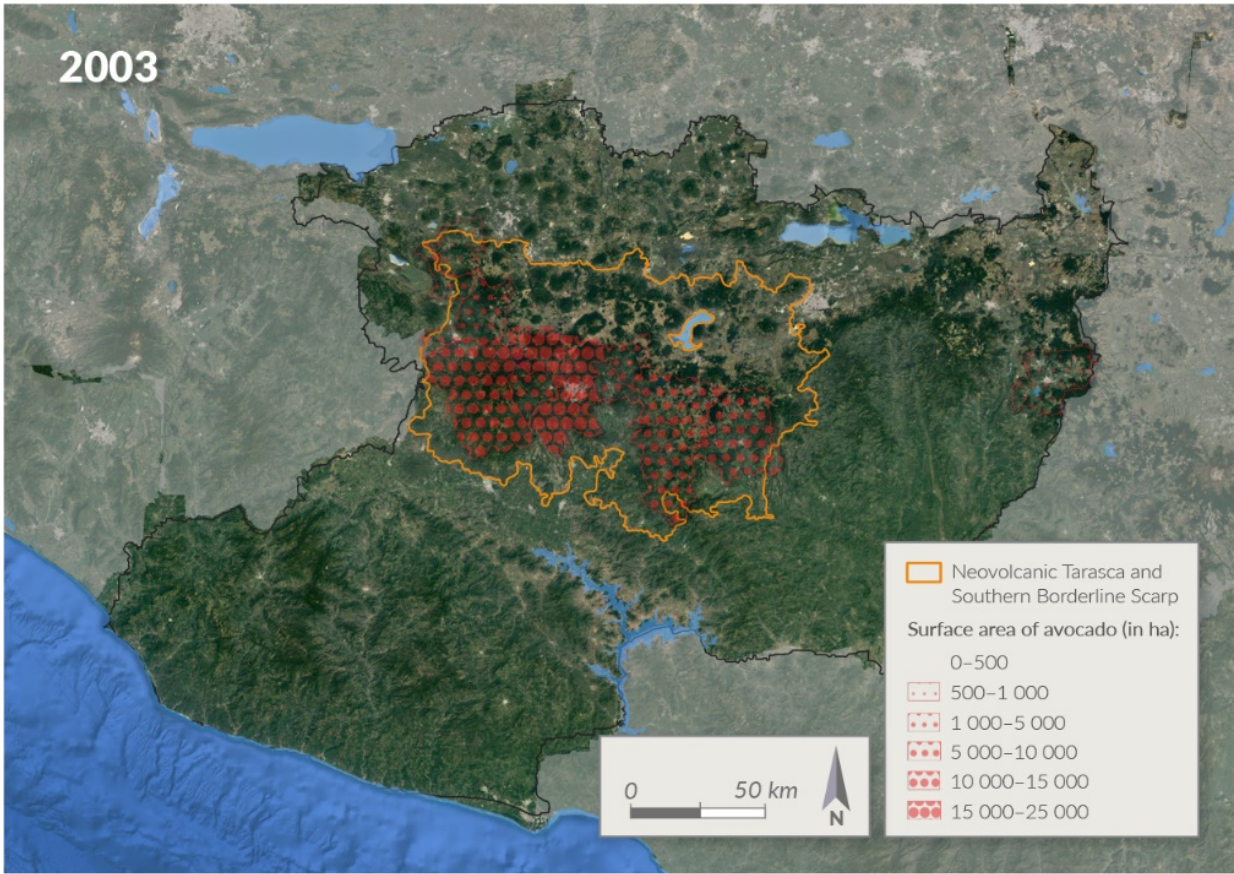 2003
Neovolcanic Tarasca and
Southern Borderline Scarp
Surface area of avocado (in ha):
0–500
500–1 000
1 000–5 000
5 000–10 000
10 000–15 000
15 000–25 000
0 50 km
N